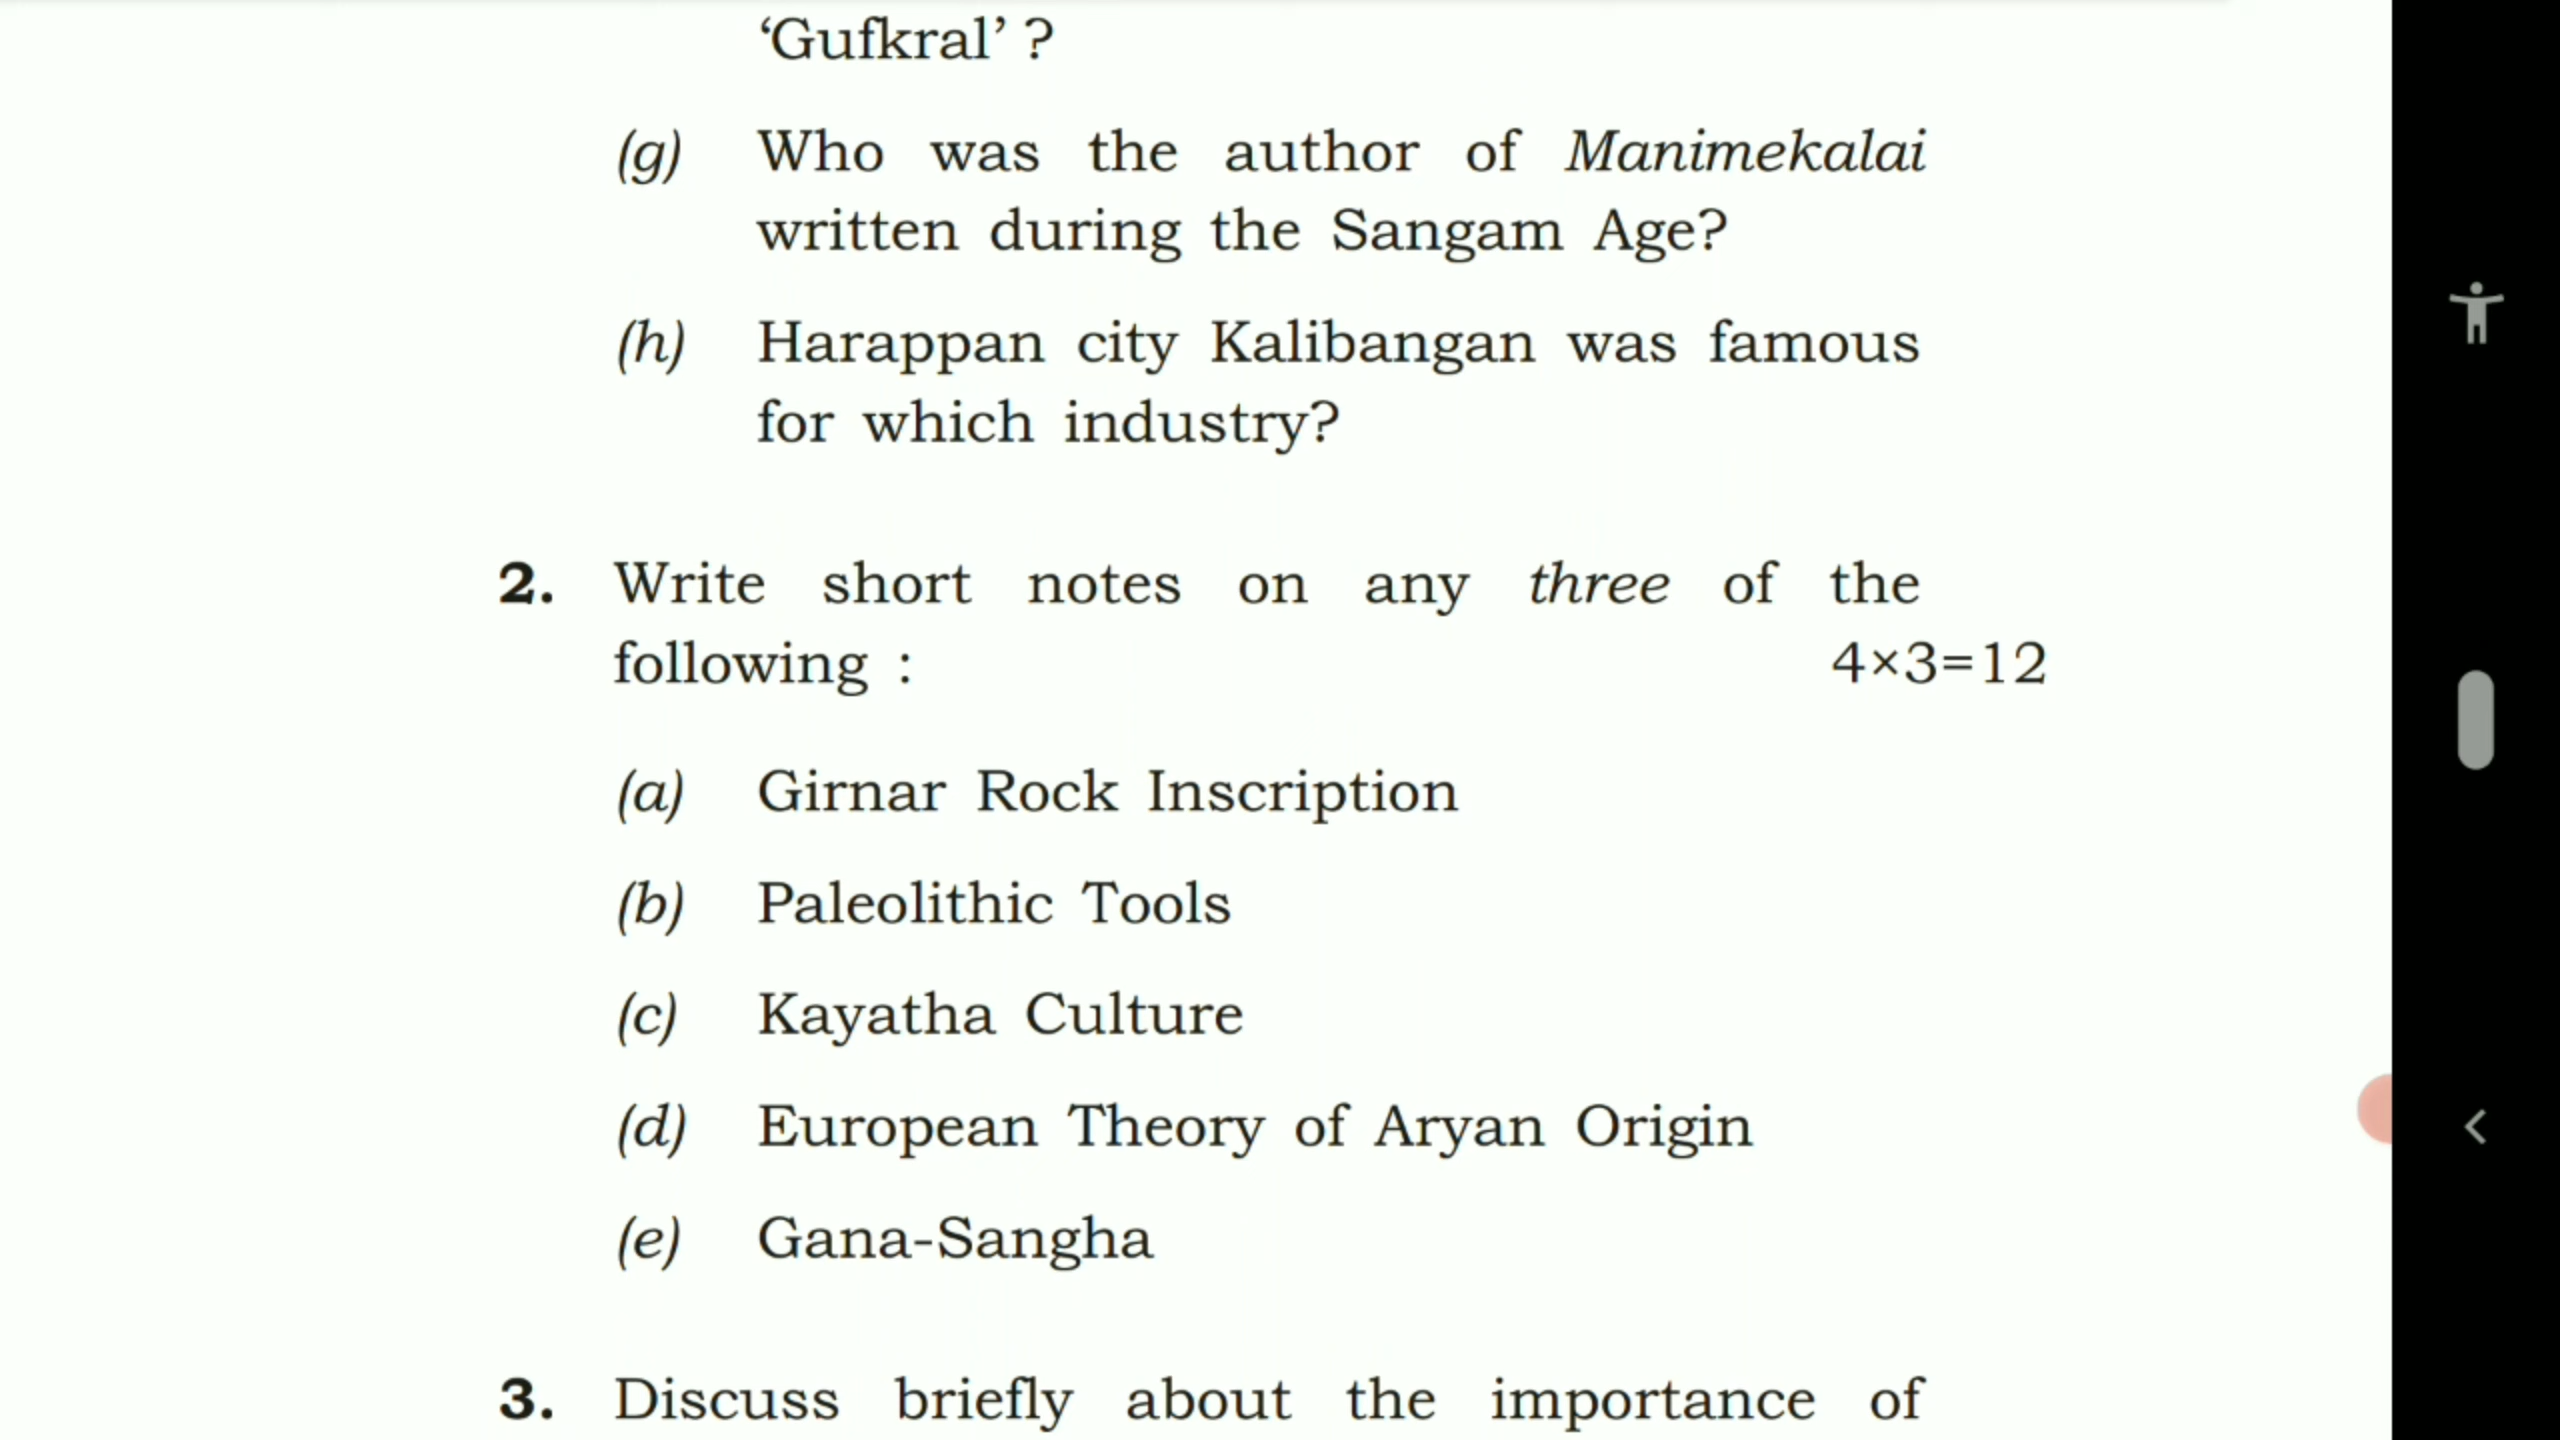 ‘Gufkral’ ?
(g) Who was the author of Manimekalai
written during the Sangam Age?
(h) Harappan city Kalibangan was famous
for which industry?
2. Write short notes on any three of the
following : 4×3=12
(a) Girnar Rock Inscription
(b) Paleolithic Tools
(c) Kayatha Culture
(d) European Theory of Aryan Origin
(e) Gana-Sangha
3. Discuss briefly about the importance of